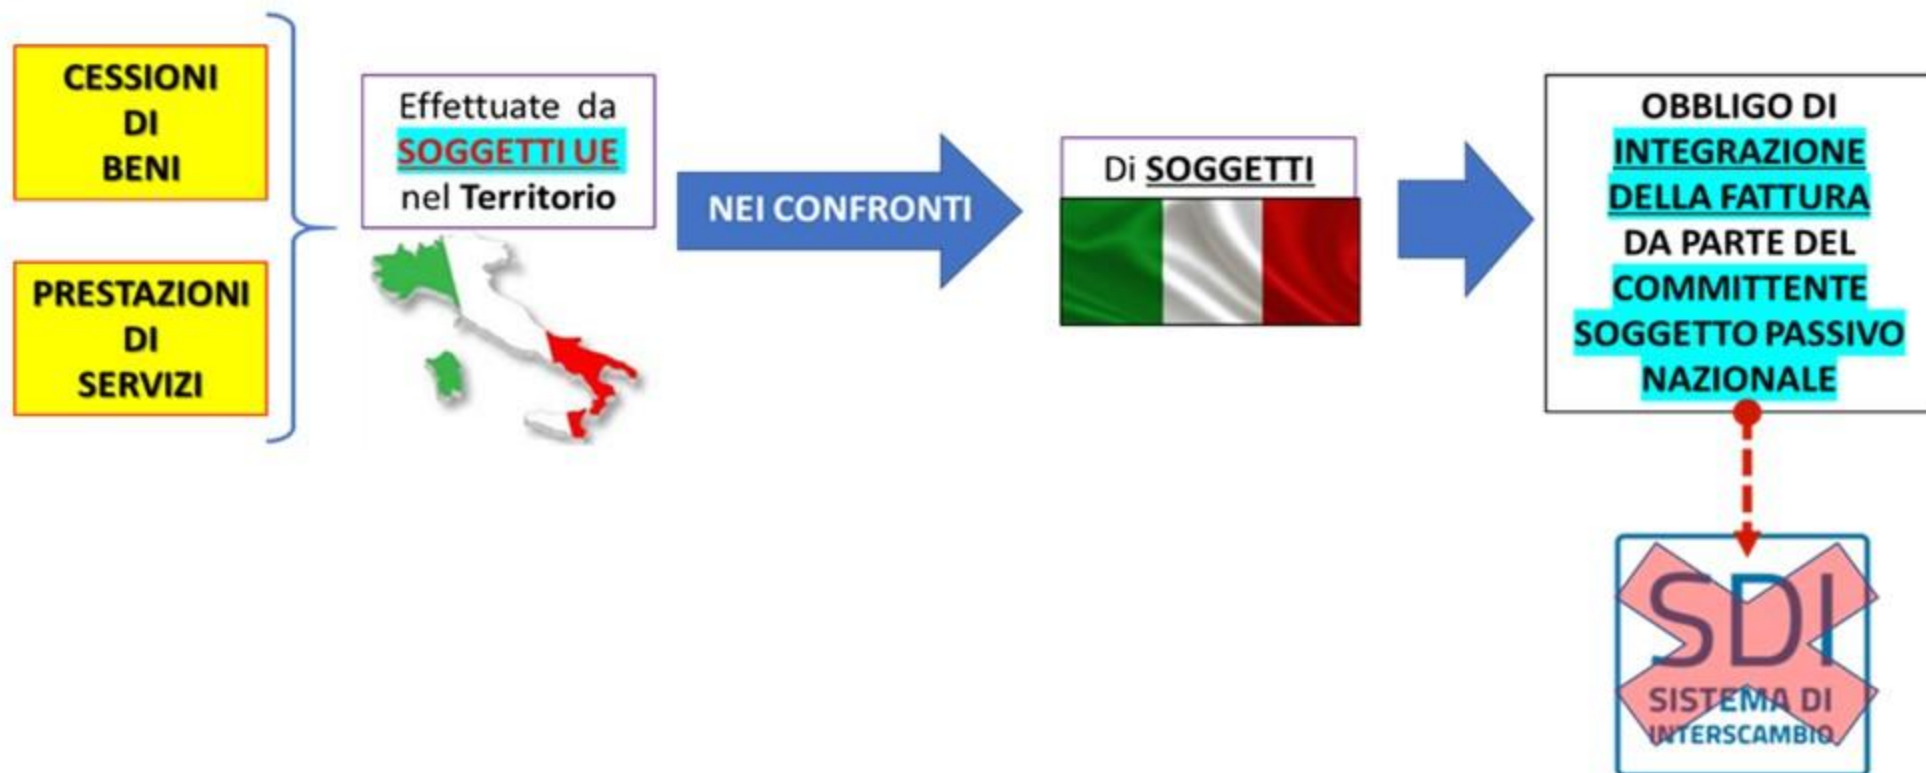 CESSIONI
DI
BENI
PRESTAZIONI
DI
SERVIZI
Effettuate da
SOGGETTI UE
nel Territorio
NEI CONFRONTI
Di SOGGETTI
OBBLIGO DI
INTEGRAZIONE
DELLA FATTURA
DA PARTE DEL
COMMITTENTE
SOGGETTO PASSIVO
NAZIONALE
SDI
SISTEMA DI
INTERSCAMBIO